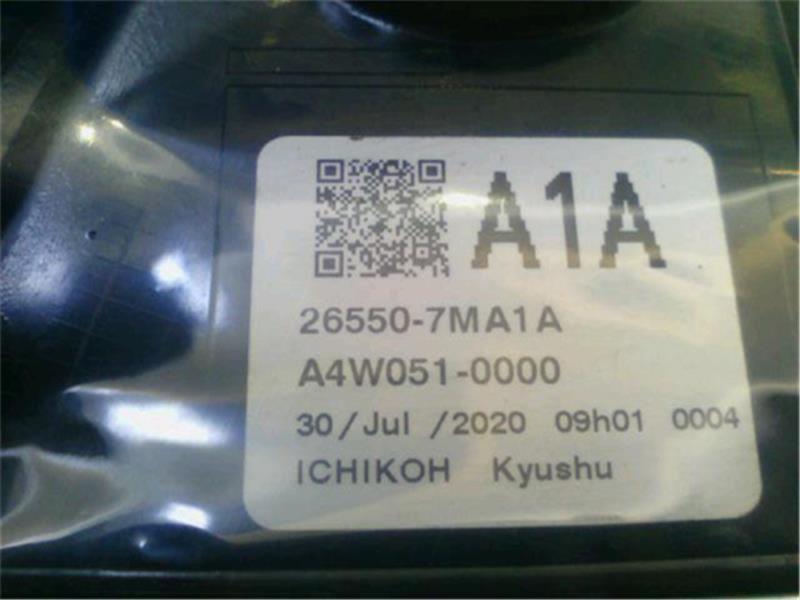 A1A
26550-7MA1A
A4W051-0000
30/Jul /2020 09h01 0004
ICHIKOH Kyushu